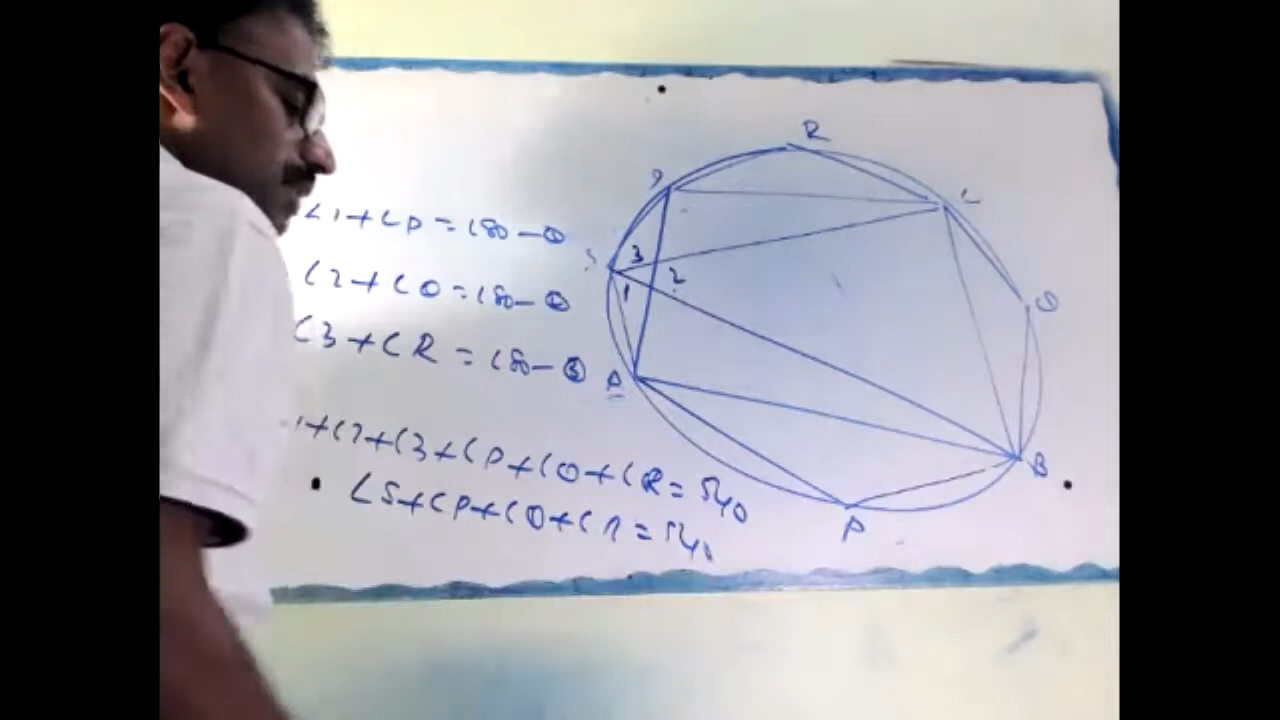 ∠1+∠P=180-①
∠2+∠Q=180-②
∠3+∠R=180-③
1+∠2+∠3+∠P+∠Q+∠R=540
∠S+∠P+∠Q+∠R=540
R
D
C
S
3
2
1
Q
A
B
P